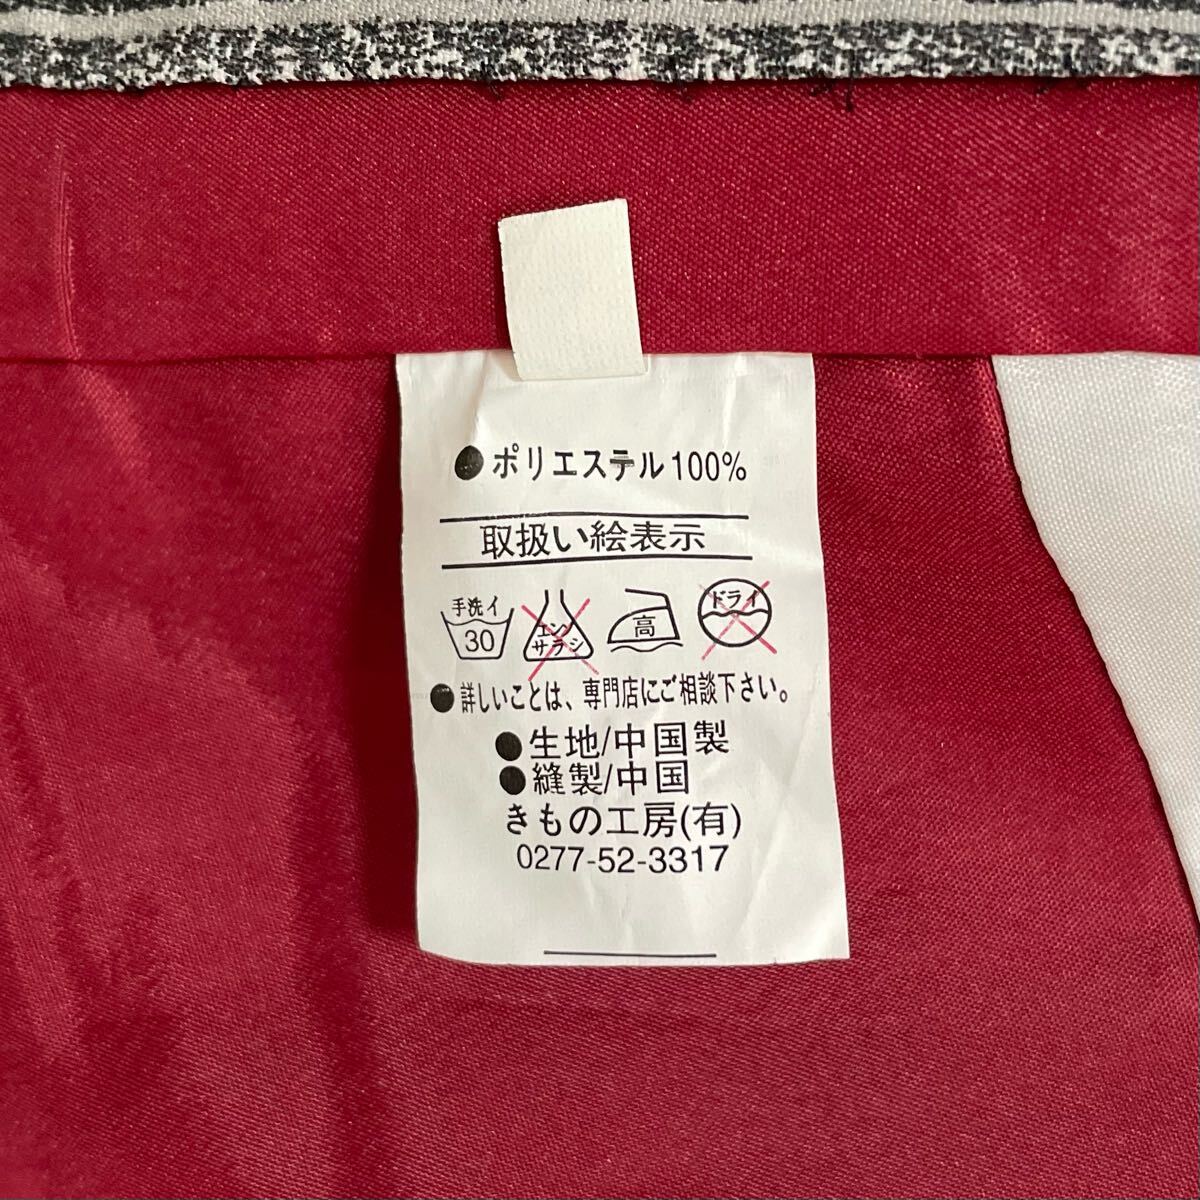 ●ポリエステル100%
取扱い絵表示
手洗イ
30
エン
サラシ
高
ドライ
●詳しいことは、専門店にご相談下さい。
●生地/中国製
●縫製/中国
きもの工房(有)
0277-52-3317